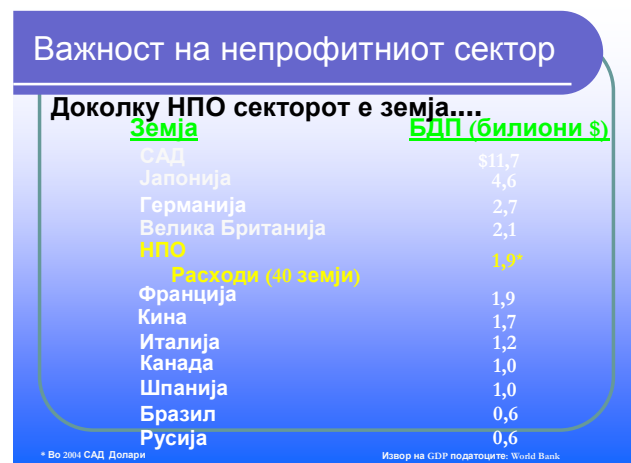 Важност на непрофитниот сектор
Доколку НПО секторот е земја....
Земја БДП (билиони $)
САД $11,7
Јапонија 4,6
Германија 2,7
Велика Британија 2,1
НПО
Расходи (40 земји) 1,9*
Франција 1,9
Кина 1,7
Италија 1,2
Канада 1,0
Шпанија 1,0
Бразил 0,6
Русија 0,6
* Во 2004 САД Долари Извор на GDP податоците: World Bank